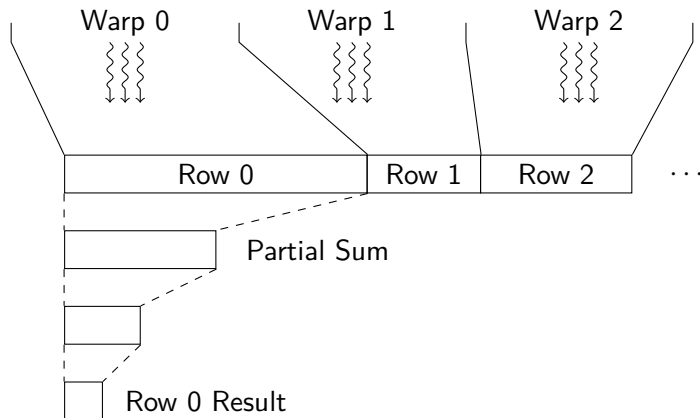 Warp 0 Warp 1 Warp 2
Row 0 Row 1 Row 2 ...
Partial Sum
Row 0 Result